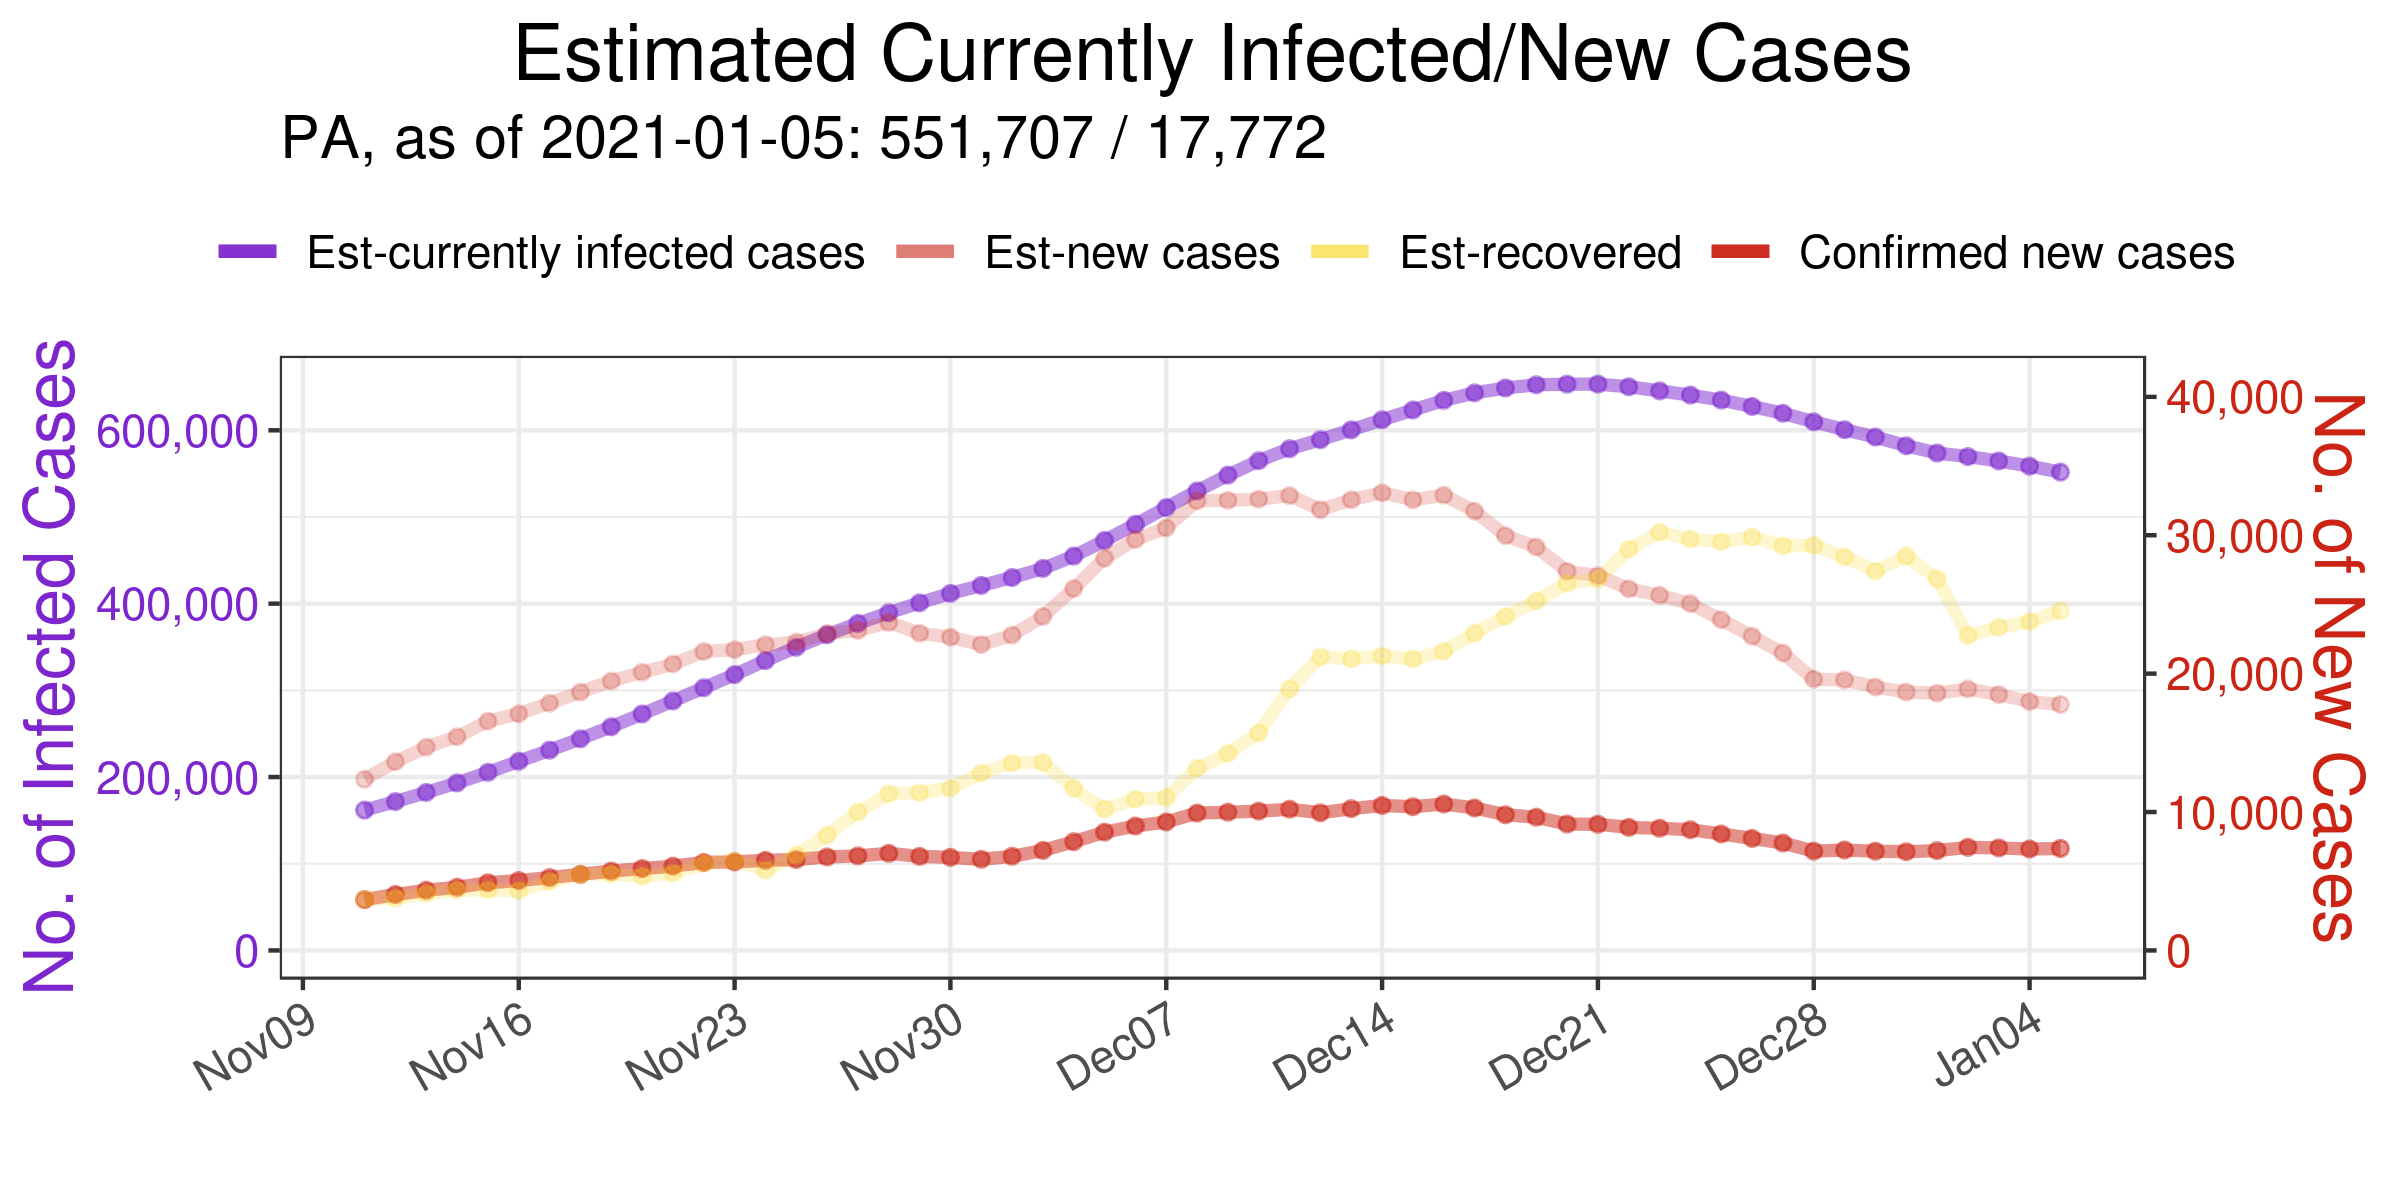 Estimated Currently Infected/New Cases
PA, as of 2021-01-05: 551,707 / 17,772
Est-currently infected cases Est-new cases Est-recovered Confirmed new cases
No. of Infected Cases
600,000
400,000
200,000
0
40,000
30,000
20,000
10,000
0
No. of New Cases
Nov09 Nov16 Nov23 Nov30 Dec07 Dec14 Dec21 Dec28 Jan04